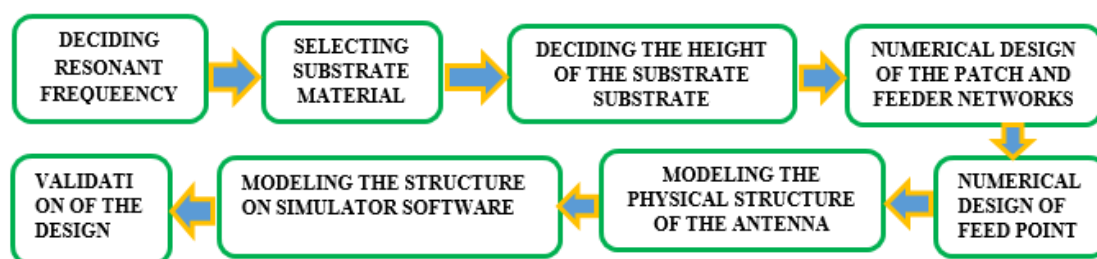 DECIDING
RESONANT
FREQUEENCY
SELECTING
SUBSTRATE
MATERIAL
DECIDING THE HEIGHT
OF THE SUBSTRATE
SUBSTRATE
NUMERICAL DESIGN
OF THE PATCH AND
FEEDER NETWORKS
NUMERICAL
DESIGN OF
FEED POINT
MODELING THE
PHYSICAL STRUCTURE
OF THE ANTENNA
MODELING THE STRUCTURE
ON SIMULATOR SOFTWARE
VALIDATI
ON OF THE
DESIGN